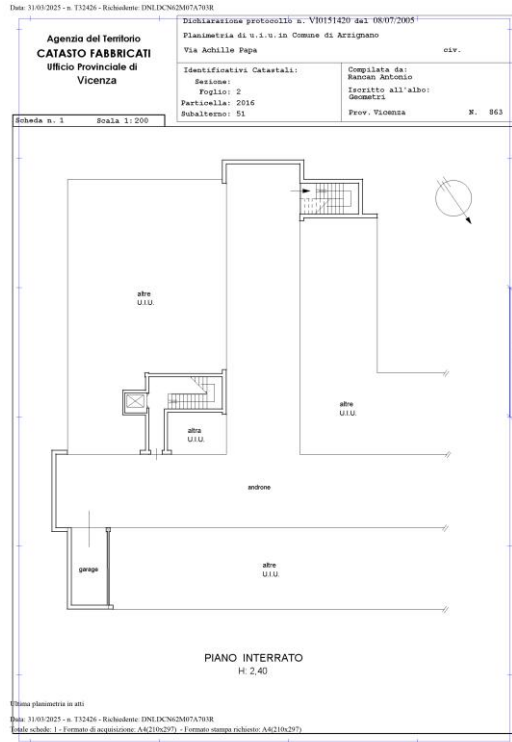 Data: 31/03/2025 - n. T32426 - Richiedente: DNLDCN62M07A703R
Agenzia del Territorio
CATASTO FABBRICATI
Ufficio Provinciale di
Vicenza
Dichiarazione protocollo n. VI0151420 del 08/07/2005
Planimetria di u.i.u.in Comune di Arzignano
Via Achille Papa civ.
Identificativi Catastali:
Sezione:
Foglio: 2
Particella: 2016
Subalterno: 51
Compilata da:
Rancan Antonio
Iscritto all'albo:
Geometri
Prov. Vicenza N. 863
Scheda n. 1 Scala 1:200
altre
U.I.U.
altre
U.I.U.
altra
U.I.U.
androne
garage
altre
U.I.U.
PIANO INTERRATO
H: 2,40
Ultima planimetria in atti
Data: 31/03/2025 - n. T32426 - Richiedente: DNLDCN62M07A703R
Totale schede: 1 - Formato di acquisizione: A4(210x297) - Formato stampa richiesto: A4(210x297)